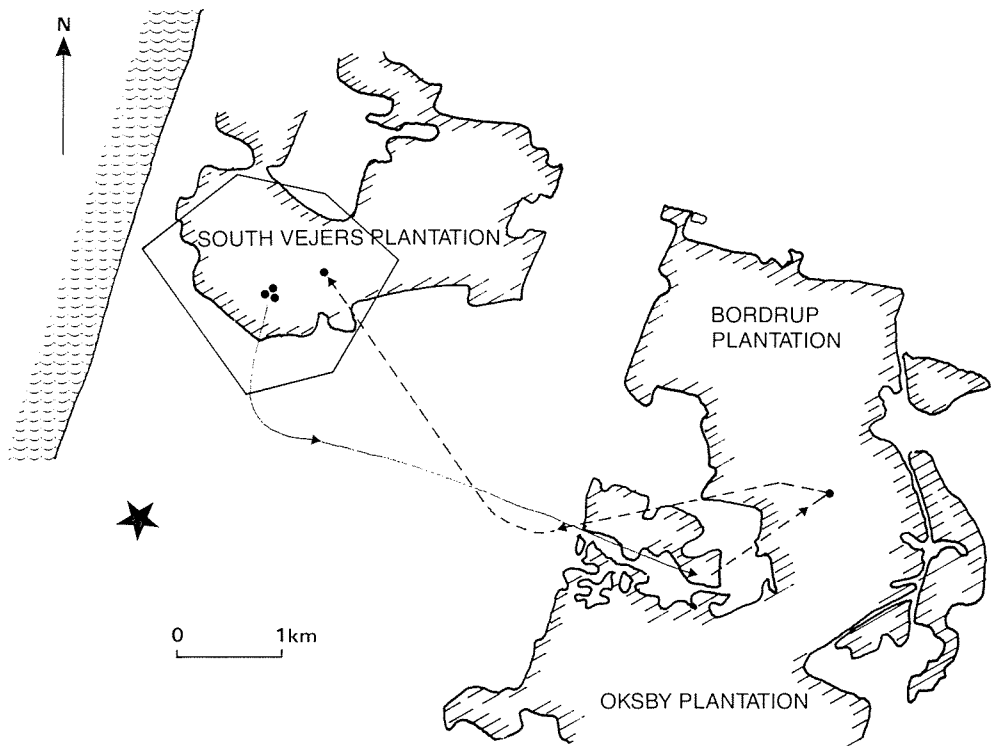 N
SOUTH VEJERS PLANTATION
BORDRUP
PLANTATION
0 1km
OKSBY PLANTATION